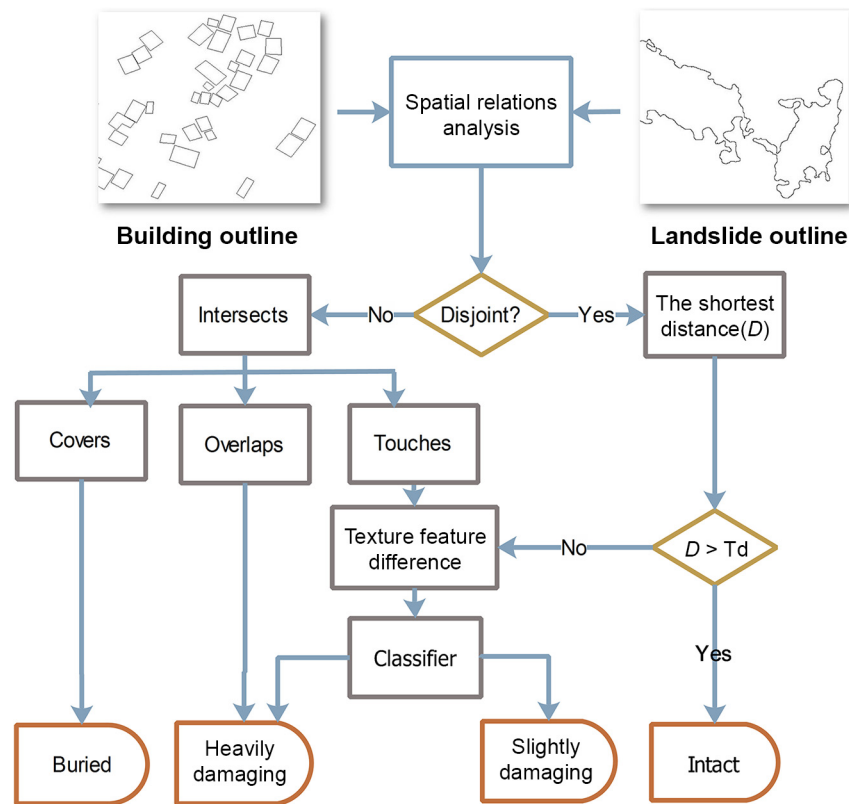 Spatial relations
analysis
Building outline
Landslide outline
Intersects
No
Disjoint?
Yes
The shortest
distance(D)
Covers
Overlaps
Touches
Texture feature
difference
No
D > Td
Classifier
Yes
Buried
Heavily
damaging
Slightly
damaging
Intact